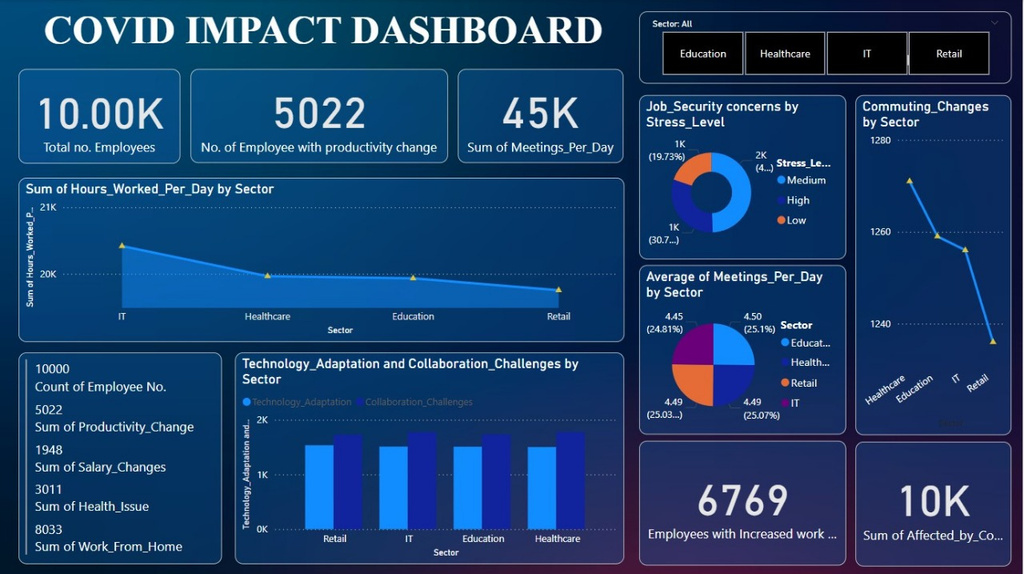 COVID IMPACT DASHBOARD
Sector: All
Education
Healthcare
IT
Retail
10.00K
Total no. Employees
5022
No. of Employee with productivity change
45K
Sum of Meetings_Per_Day
Sum of Hours_Worked_Per_Day by Sector
Sum of Hours_Worked_P...
21K
20K
IT
Healthcare
Education
Retail
Sector
Job_Security concerns by
Stress_Level
1K
(19.73%)
2K
(4...)
1K
(30.7...)
Stress_Le...
Medium
High
Low
Commuting_Changes
by Sector
1280
1260
1240
Healthcare
Education
IT
Retail
Average of Meetings_Per_Day
by Sector
4.45
(24.81%)
4.50
(25.1%)
4.49
(25.03...)
4.49
(25.07%)
Sector
Educat...
Health...
Retail
IT
10000
Count of Employee No.
5022
Sum of Productivity_Change
1948
Sum of Salary_Changes
3011
Sum of Health_Issue
8033
Sum of Work_From_Home
Technology_Adaptation and Collaboration_Challenges by
Sector
Technology_Adaptation
Collaboration_Challenges
Technology_Adaptation and...
2K
1K
0K
Retail
IT
Education
Healthcare
Sector
6769
Employees with Increased work ...
10K
Sum of Affected_by_Co...